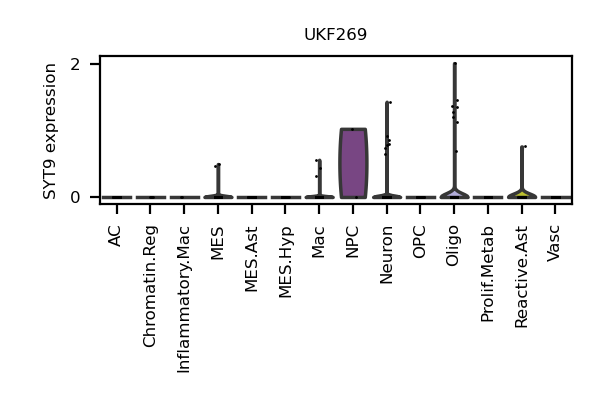 UKF269
SYT9 expression
2
0
AC
Chromatin.Reg
Inflammatory.Mac
MES
MES.Ast
MES.Hyp
Mac
NPC
Neuron
OPC
Oligo
Prolif.Metab
Reactive.Ast
Vasc